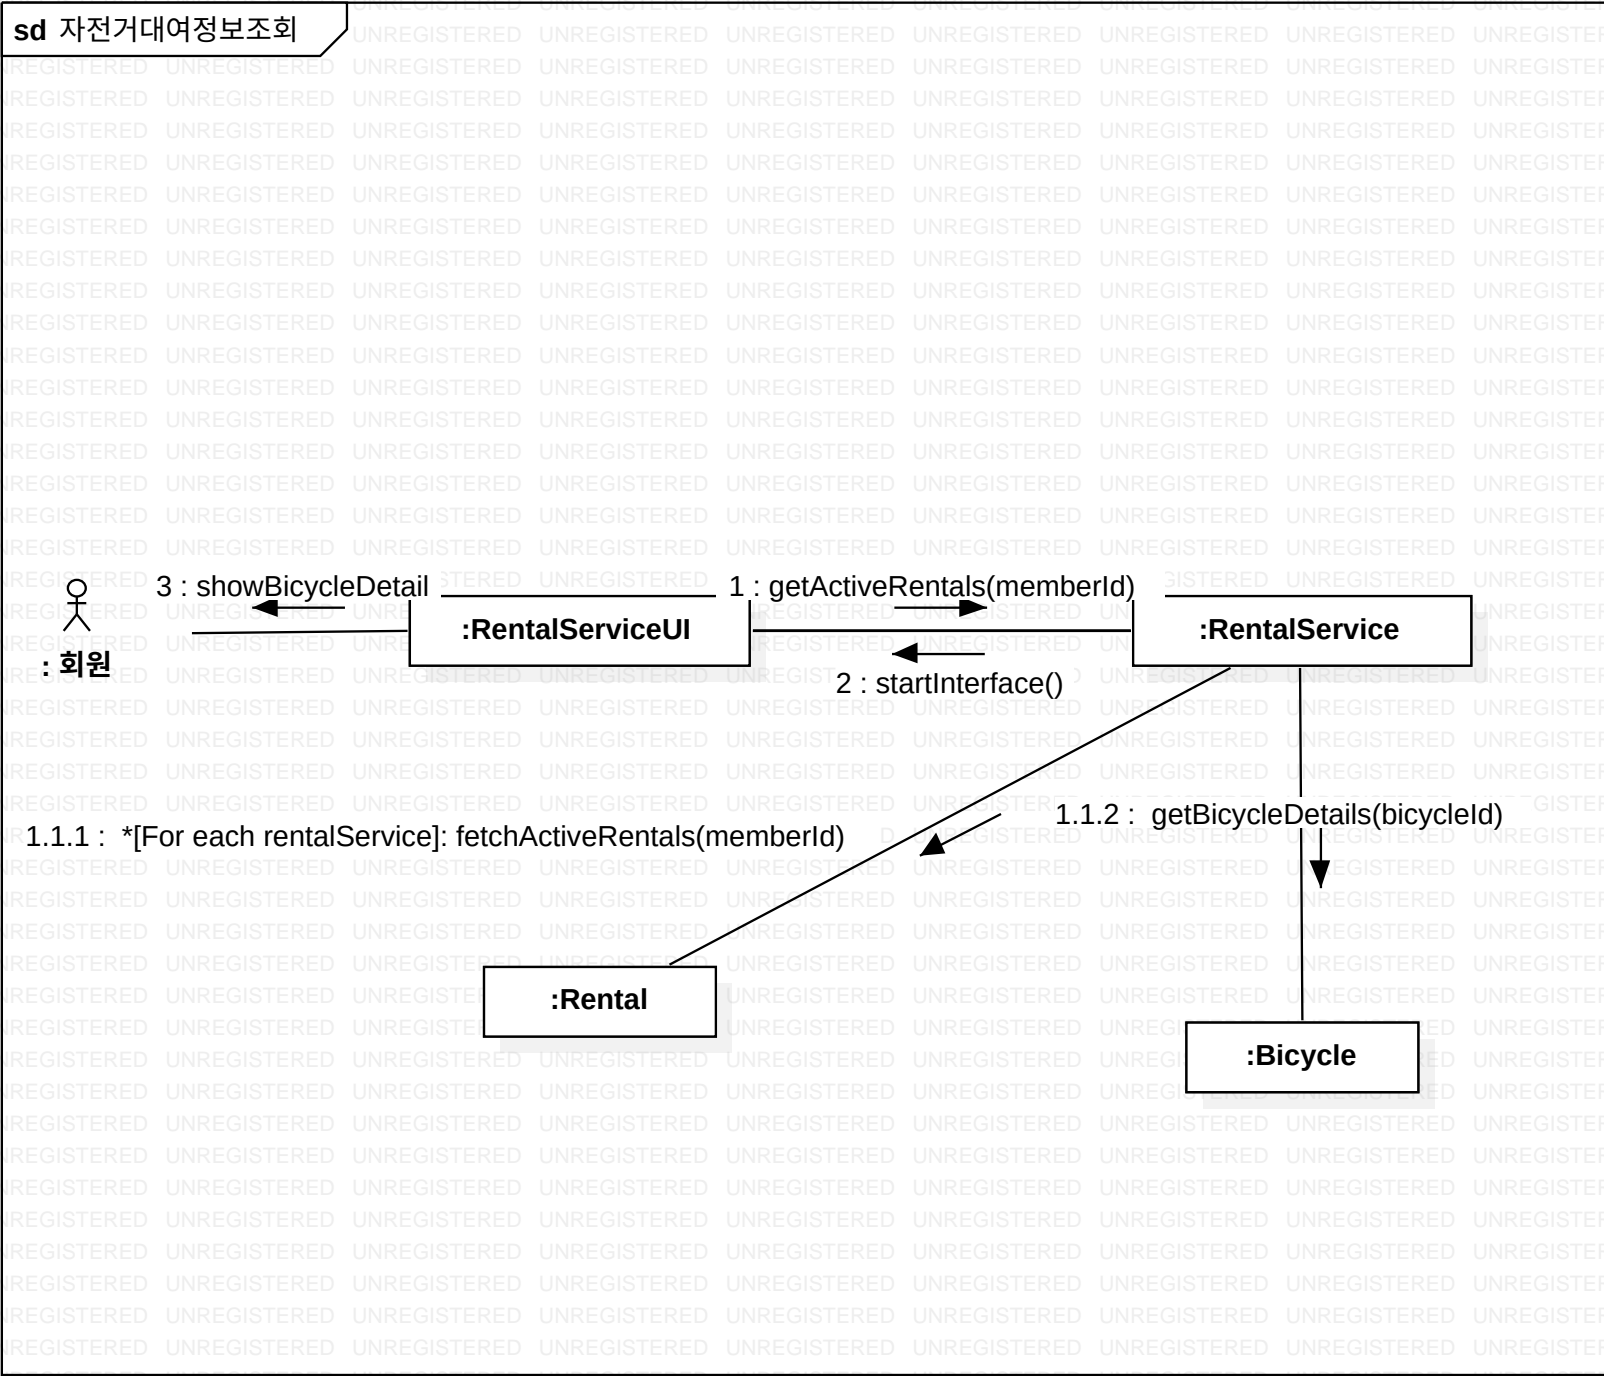 sd 자전거대여정보조회
3 : showBicycleDetail
1 : getActiveRentals(memberId)
:RentalServiceUI
:RentalService
: 회원
2 : startInterface()
1.1.2 : getBicycleDetails(bicycleId)
1.1.1 : *[For each rentalService]: fetchActiveRentals(memberId)
:Rental
:Bicycle
UNREGISTERED